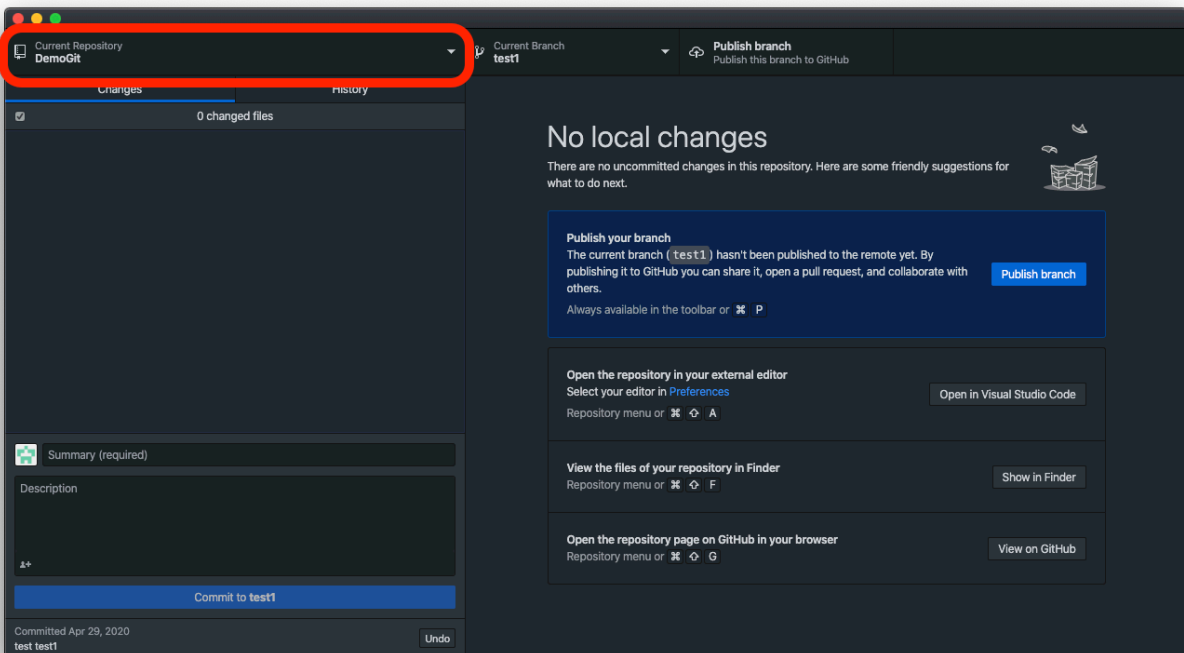 Current Repository
DemoGit
Current Branch
test1
Publish branch
Publish this branch to GitHub
Changes
History
0 changed files
No local changes
There are no uncommitted changes in this repository. Here are some friendly suggestions for
what to do next.
Publish your branch
The current branch ( test1 ) hasn't been published to the remote yet. By
publishing it to GitHub you can share it, open a pull request, and collaborate with
others.
Always available in the toolbar or ⌘ P
Publish branch
Open the repository in your external editor
Select your editor in Preferences
Repository menu or ⌘ ⇧ A
Open in Visual Studio Code
View the files of your repository in Finder
Repository menu or ⌘ ⇧ F
Show in Finder
Open the repository page on GitHub in your browser
Repository menu or ⌘ ⇧ G
View on GitHub
Summary (required)
Description
Commit to test1
Committed Apr 29, 2020
test test1
Undo